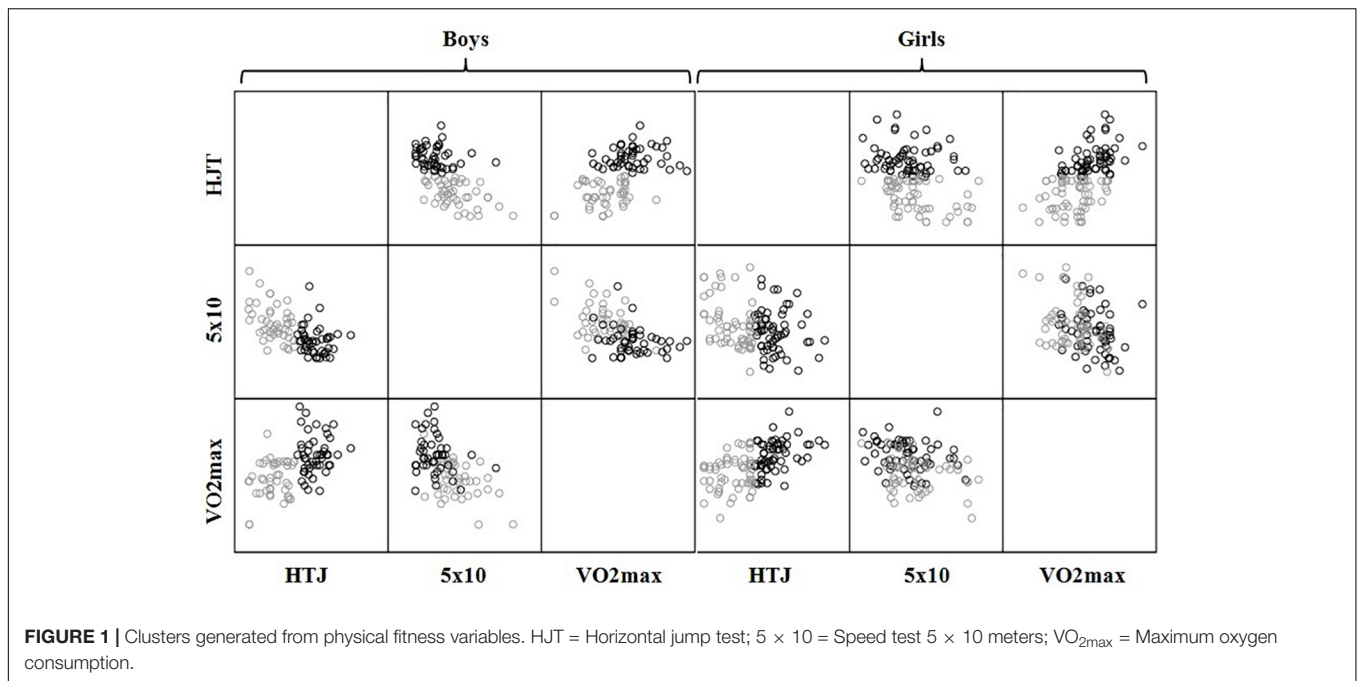 Boys Girls
HJT
5x10
VO2max
HTJ 5x10 VO2max HTJ 5x10 VO2max
FIGURE 1 | Clusters generated from physical fitness variables. HJT = Horizontal jump test; 5 × 10 = Speed test 5 × 10 meters; VO2max = Maximum oxygen
consumption.